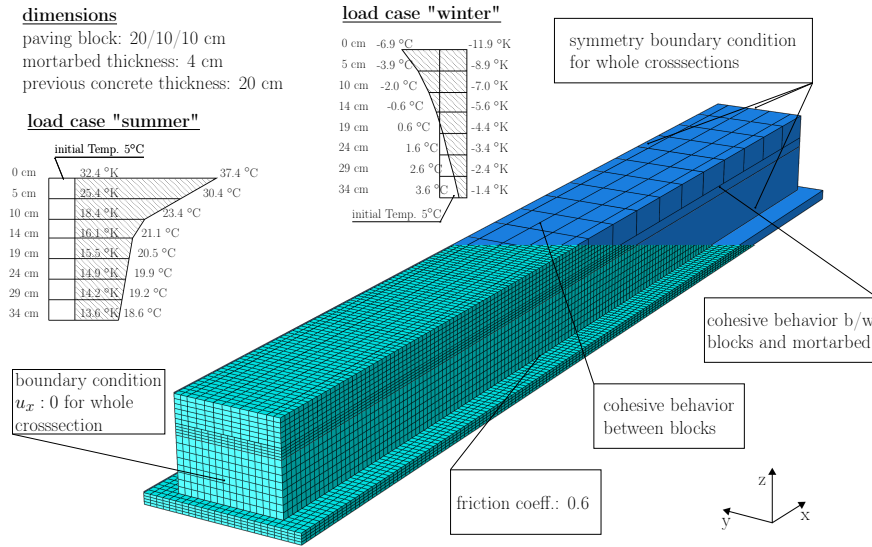 dimensions
paving block: 20/10/10 cm
mortarbed thickness: 4 cm
previous concrete thickness: 20 cm
load case "summer"
initial Temp. 5°C
0 cm 32.4 °K 37.4 °C
5 cm 25.4 °K 30.4 °C
10 cm 18.4 °K 23.4 °C
14 cm 16.1 °K 21.1 °C
19 cm 15.5 °K 20.5 °C
24 cm 14.9 °K 19.9 °C
29 cm 14.2 °K 19.2 °C
34 cm 13.6 °K 18.6 °C
load case "winter"
0 cm -6.9 °C -11.9 °K
5 cm -3.9 °C -8.9 °K
10 cm -2.0 °C -7.0 °K
14 cm -0.6 °C -5.6 °K
19 cm 0.6 °C -4.4 °K
24 cm 1.6 °C -3.4 °K
29 cm 2.6 °C -2.4 °K
34 cm 3.6 °C -1.4 °K
initial Temp. 5°C
symmetry boundary condition
for whole crosssections
cohesive behavior b/w
blocks and mortarbed
boundary condition
u_x : 0 for whole
crosssection
cohesive behavior
between blocks
friction coeff.: 0.6
z
y
x